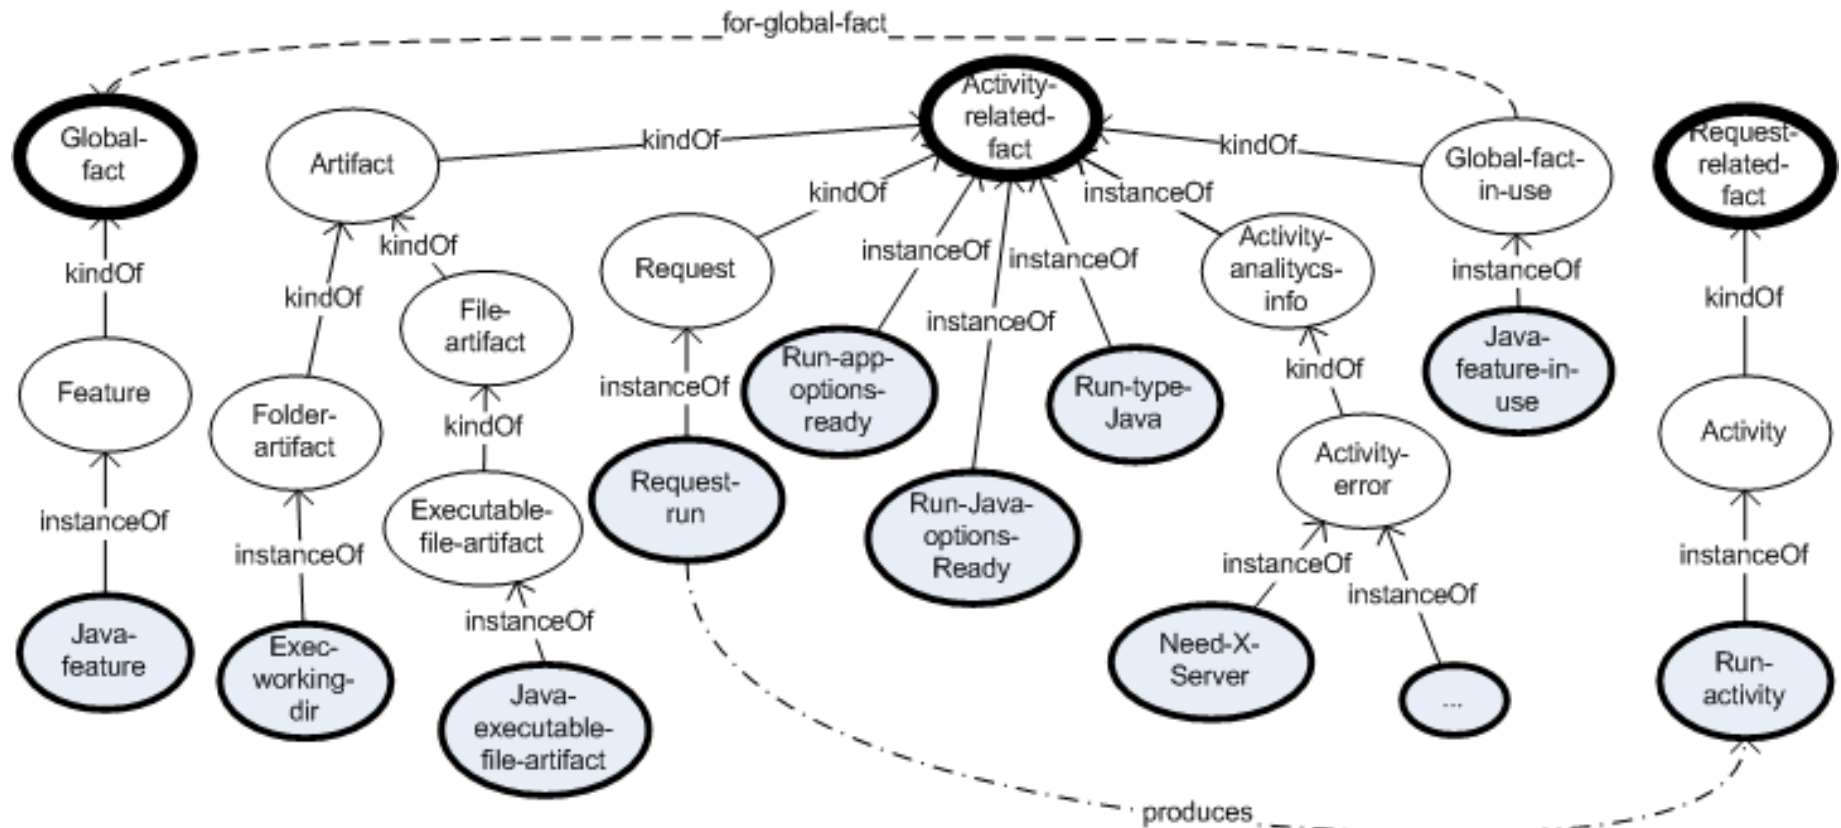 for-global-fact
Global-
fact
Artifact
kindOf
Activity-
related-
fact
kindOf
Global-fact-
in-use
Request-
related-
fact
kindOf
kindOf
kindOf
instanceOf
kindOf
File-
artifact
Request
instanceOf
instanceOf
instanceOf
Activity-
analitycs-
info
instanceOf
kindOf
Feature
Folder-
artifact
kindOf
instanceOf
Run-app-
options-
ready
Run-type-
Java
kindOf
Java-
feature-in-
use
Activity
instanceOf
instanceOf
Executable-
file-artifact
Request-
run
Run-Java-
options-
Ready
Activity-
error
instanceOf
instanceOf
instanceOf
instanceOf
Java-
feature
Exec-
working-
dir
Java-
executable-
file-artifact
Need-X-
Server
...
Run-
activity
produces